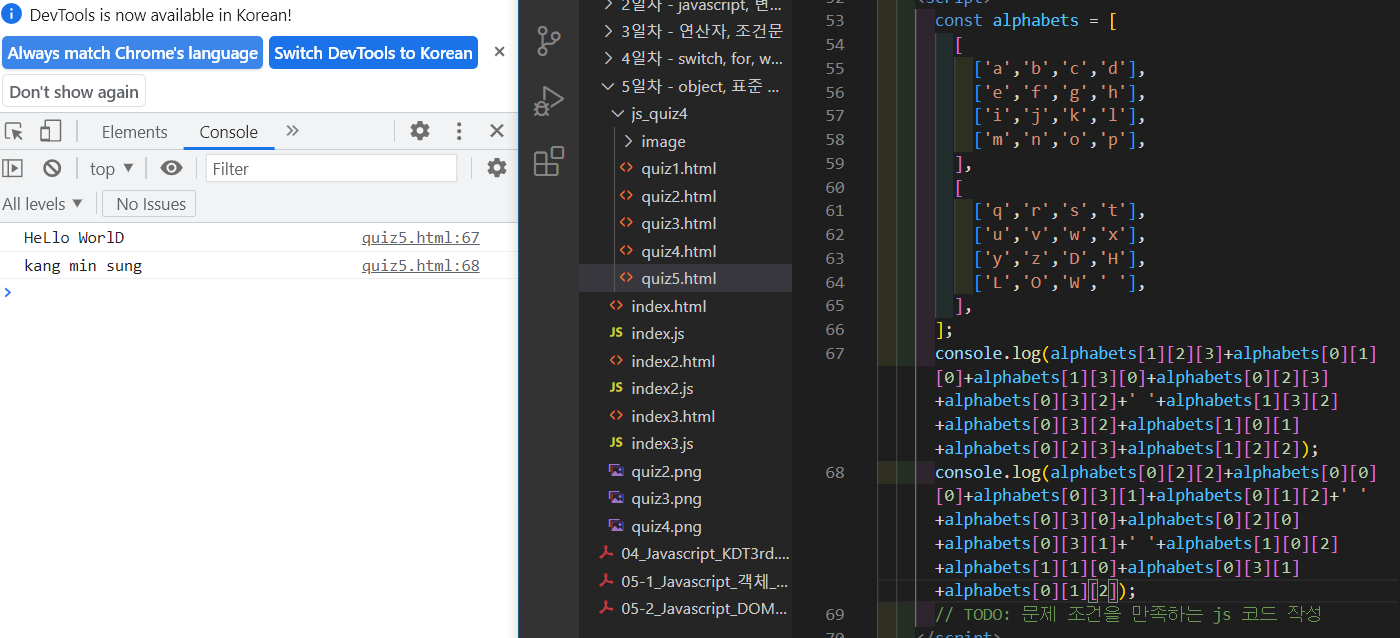 DevTools is now available in Korean!
Always match Chrome's language
Switch DevTools to Korean
Don't show again
Elements
Console
top
Filter
All levels
No Issues
HeLlo WorlD quiz5.html:67
kang min sung quiz5.html:68
2일차 - javascript, 변...
3일차 - 연산자, 조건문
4일차 - switch, for, w...
5일차 - object, 표준 ...
js_quiz4
image
quiz1.html
quiz2.html
quiz3.html
quiz4.html
quiz5.html
index.html
JS index.js
index2.html
JS index2.js
index3.html
JS index3.js
quiz2.png
quiz3.png
quiz4.png
04_Javascript_KDT3rd....
05-1_Javascript_객체_...
05-2_Javascript_DOM...
52 <script>
53 const alphabets = [
54 [
55 ['a','b','c','d'],
56 ['e','f','g','h'],
57 ['i','j','k','l'],
58 ['m','n','o','p'],
59 ],
60 [
61 ['q','r','s','t'],
62 ['u','v','w','x'],
63 ['y','z','D','H'],
64 ['L','O','W',' '],
65 ],
66 ];
67 console.log(alphabets[1][2][3]+alphabets[0][1]
[0]+alphabets[1][3][0]+alphabets[0][2][3]
+alphabets[0][3][2]+' '+alphabets[1][3][2]
+alphabets[0][3][2]+alphabets[1][0][1]
+alphabets[0][2][3]+alphabets[1][2][2]);
68 console.log(alphabets[0][2][2]+alphabets[0][0]
[0]+alphabets[0][3][1]+alphabets[0][1][2]+' '
+alphabets[0][3][0]+alphabets[0][2][0]
+alphabets[0][3][1]+' '+alphabets[1][0][2]
+alphabets[1][1][0]+alphabets[0][3][1]
+alphabets[0][1][2]);
69 // TODO: 문제 조건을 만족하는 js 코드 작성
70 </script>